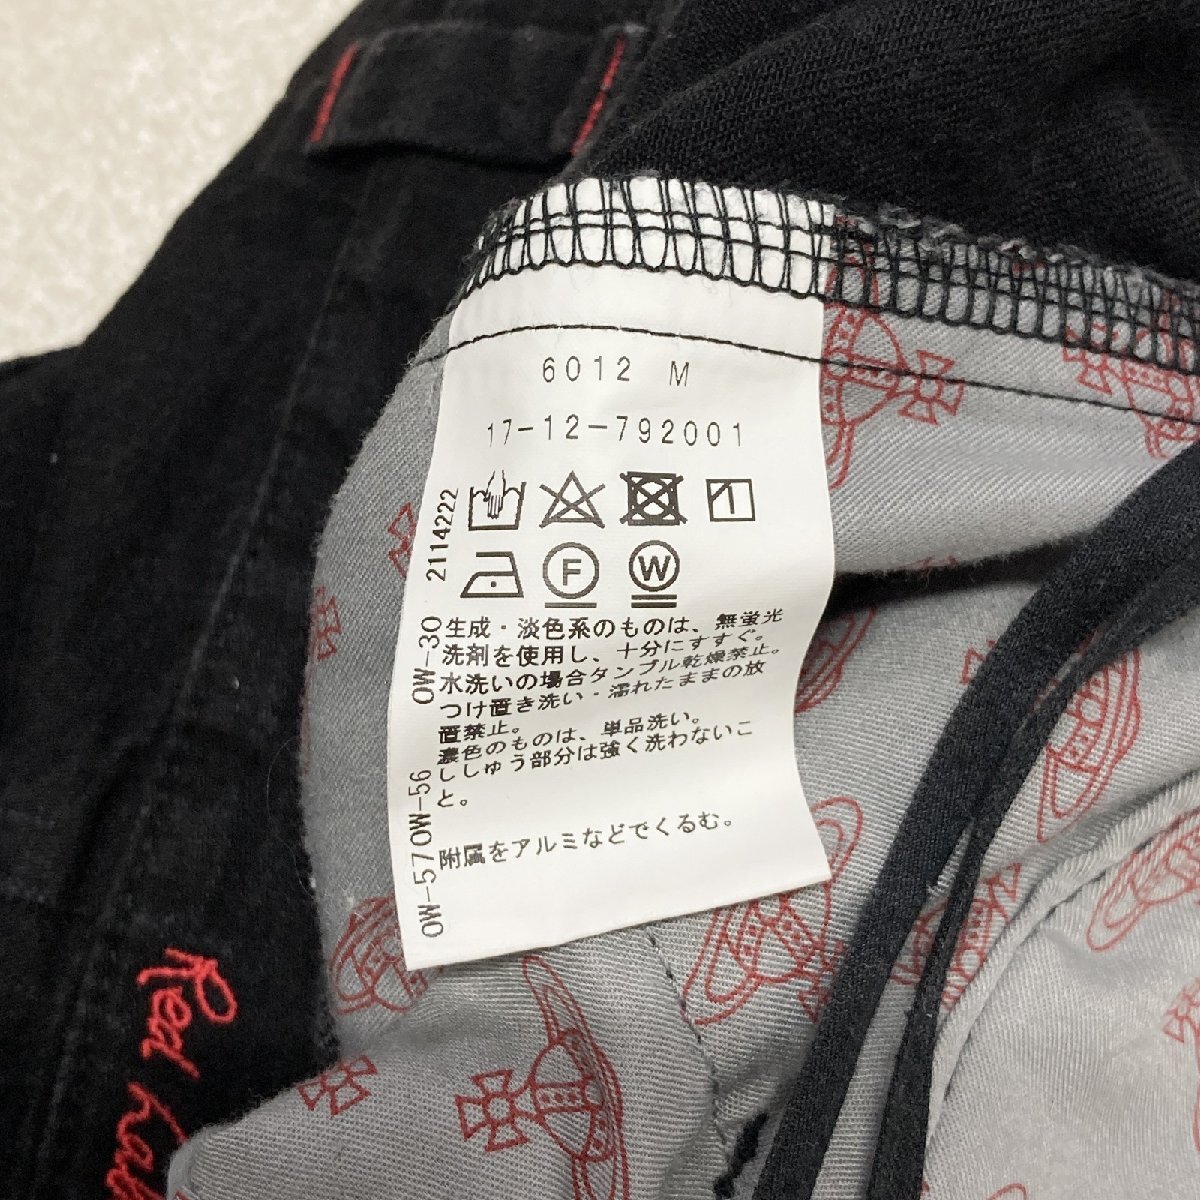 6012 M
17-12-792001
F
W
生成・淡色系のものは、無蛍光
洗剤を使用し、十分にすすぐ。
水洗いの場合タンブル乾燥禁止。
つけ置き洗い・濡れたままの放
置禁止。
濃色のものは、単品洗い。
ししゅう部分は強く洗わないこ
と。
附属をアルミなどでくるむ。
OW-57OW-56 OW-30 2114222
Red